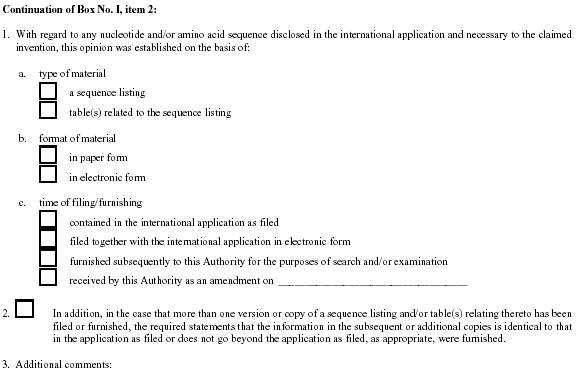 Continuation of Box No. I, item 2:
1. With regard to any nucleotide and/or amino acid sequence disclosed in the international application and necessary to the claimed
invention, this opinion was established on the basis of:
a. type of material
a sequence listing
table(s) related to the sequence listing
b. format of material
in paper form
in electronic form
c. time of filing/furnishing
contained in the international application as filed
filed together with the international application in electronic form
furnished subsequently to this Authority for the purposes of search and/or examination
received by this Authority as an amendment on ____________________
2. In addition, in the case that more than one version or copy of a sequence listing and/or table(s) relating thereto has been
filed or furnished, the required statements that the information in the subsequent or additional copies is identical to that
in the application as filed or does not go beyond the application as filed, as appropriate, were furnished.
3. Additional comments: